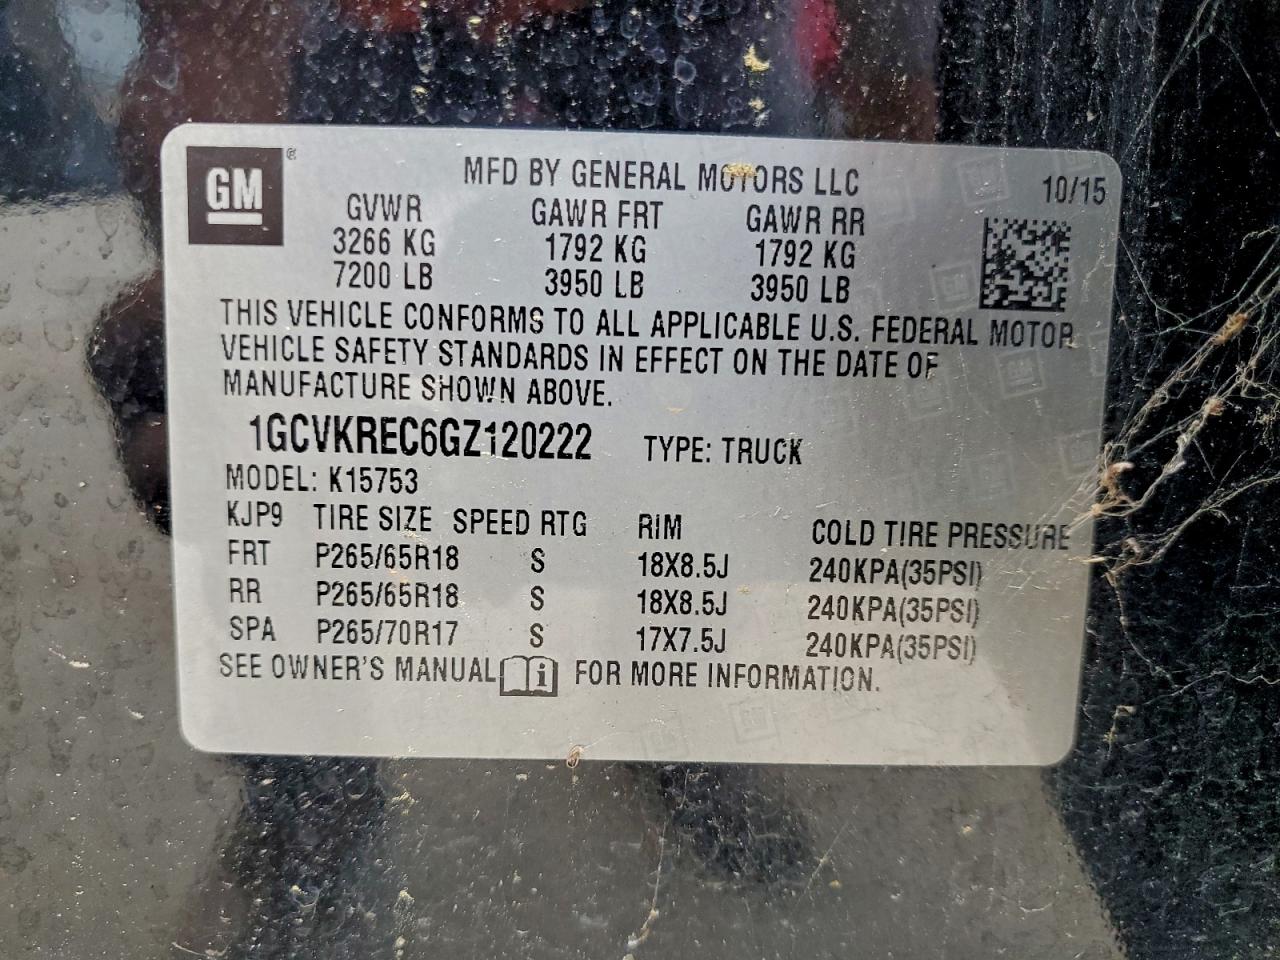 GM
MFD BY GENERAL MOTORS LLC 10/15
GVWR GAWR FRT GAWR RR
3266 KG 1792 KG 1792 KG
7200 LB 3950 LB 3950 LB
THIS VEHICLE CONFORMS TO ALL APPLICABLE U.S. FEDERAL MOTOR
VEHICLE SAFETY STANDARDS IN EFFECT ON THE DATE OF
MANUFACTURE SHOWN ABOVE.
1GCVKREC6GZ120222 TYPE: TRUCK
MODEL: K15753
KJP9 TIRE SIZE SPEED RTG RIM COLD TIRE PRESSURE
FRT P265/65R18 S 18X8.5J 240KPA(35PSI)
RR P265/65R18 S 18X8.5J 240KPA(35PSI)
SPA P265/70R17 S 17X7.5J 240KPA(35PSI)
SEE OWNER'S MANUAL i FOR MORE INFORMATION.